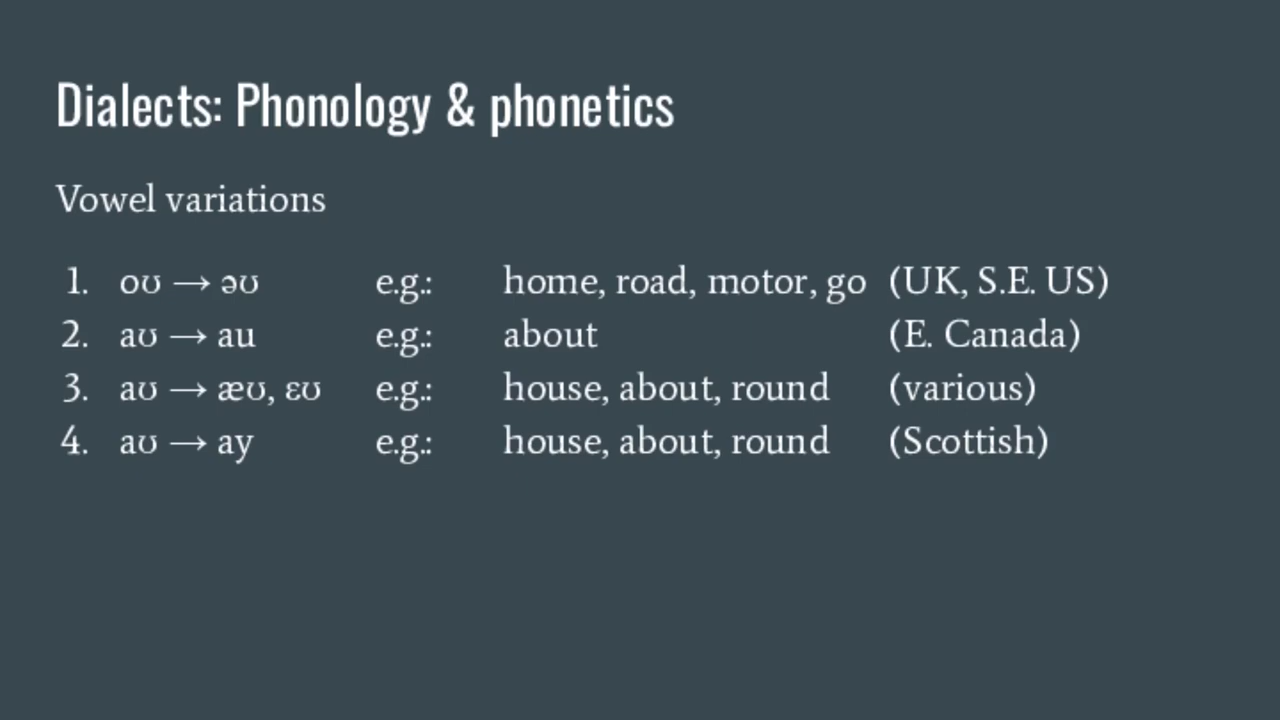 Dialects: Phonology & phonetics
Vowel variations
1. oʊ → əʊ e.g.: home, road, motor, go (UK, S.E. US)
2. aʊ → au e.g.: about (E. Canada)
3. aʊ → æʊ, ɛʊ e.g.: house, about, round (various)
4. aʊ → ay e.g.: house, about, round (Scottish)